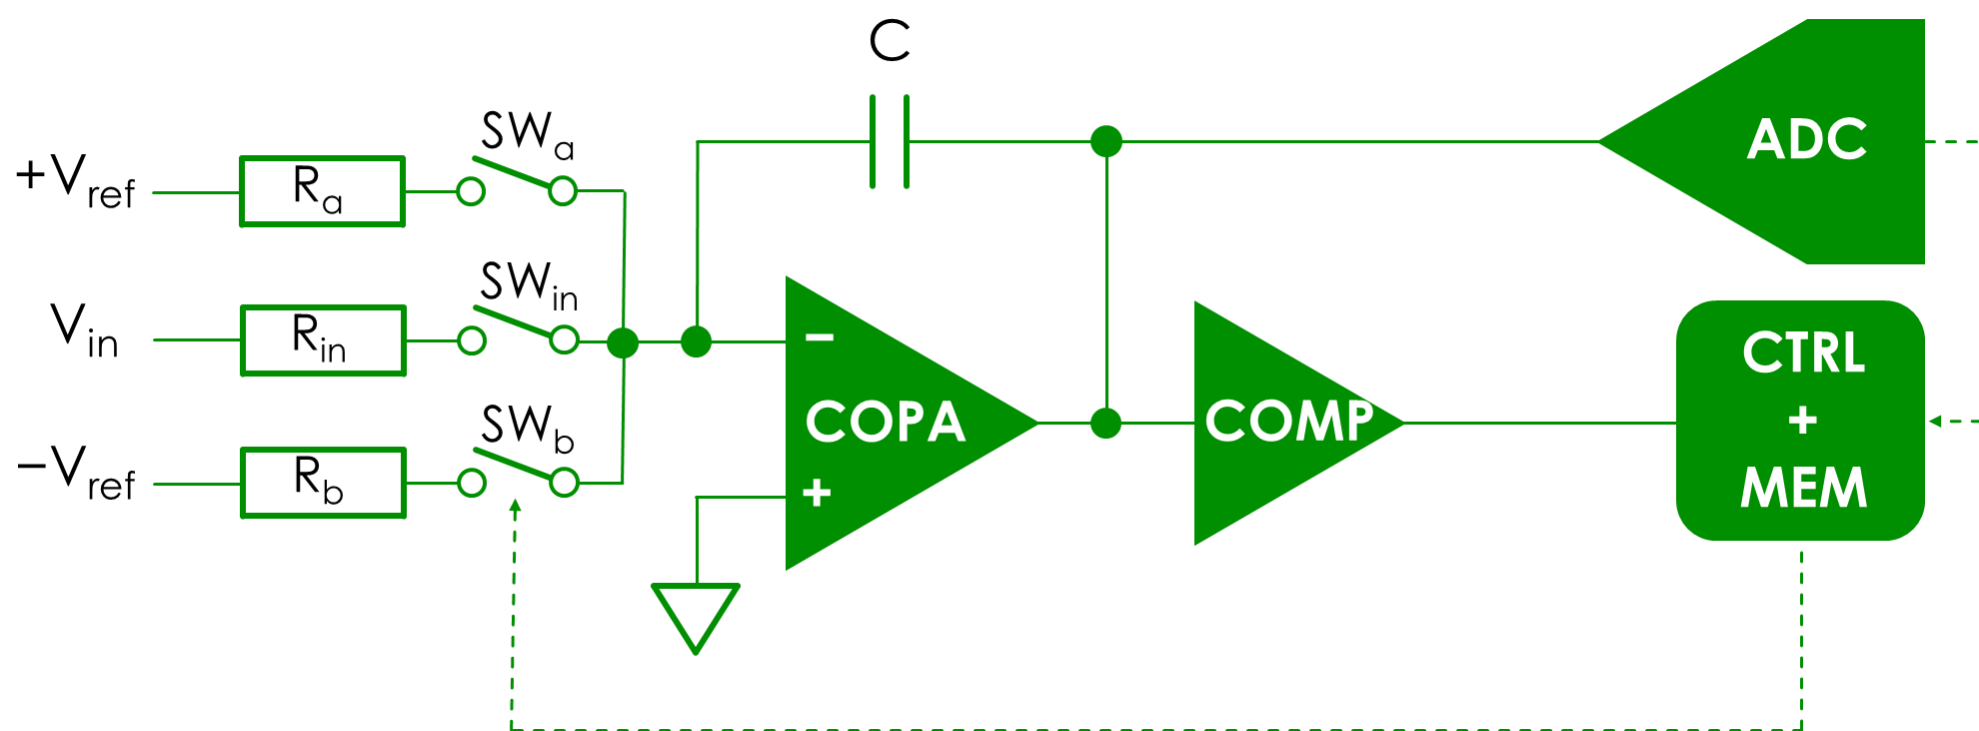 C
ADC
SWa
+Vref
Ra
SWin
Vin
Rin
SWb
−Vref
Rb
−
COPA
+
COMP
CTRL
+
MEM